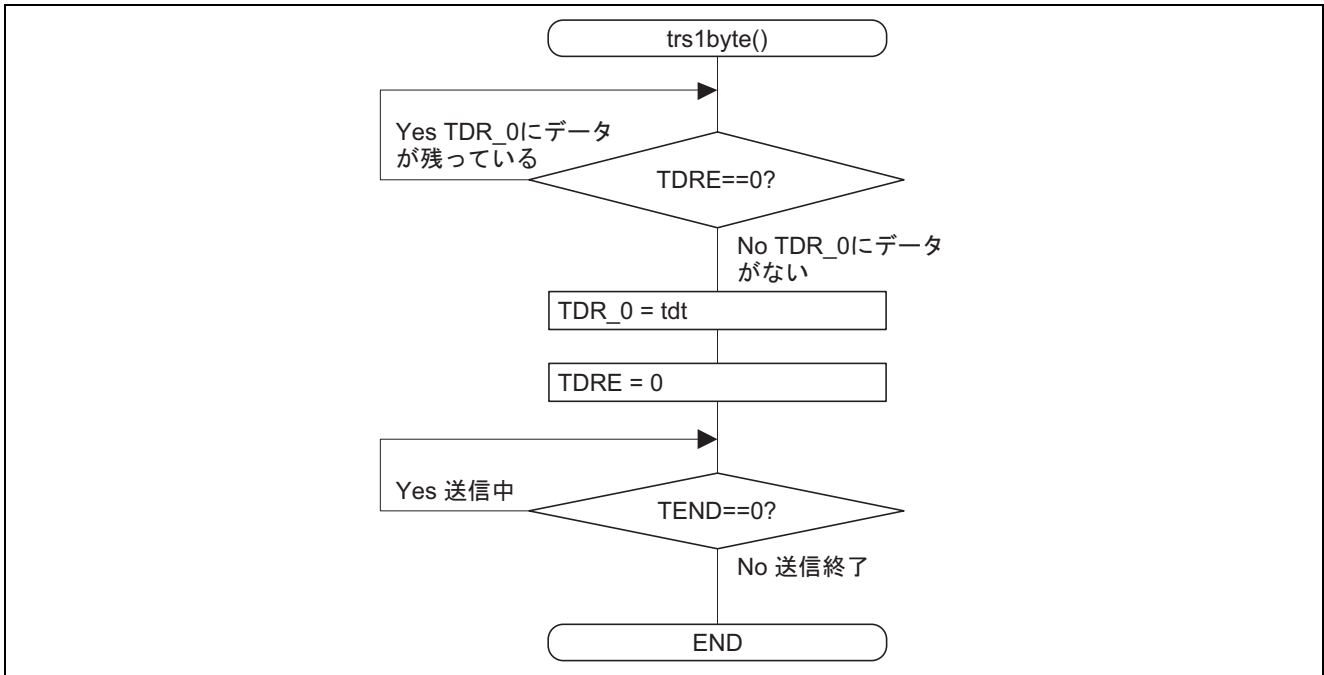 trs1byte()
Yes TDR_0にデータ
が残っている
TDRE==0?
No TDR_0にデータ
がない
TDR_0 = tdt
TDRE = 0
Yes 送信中
TEND==0?
No 送信終了
END